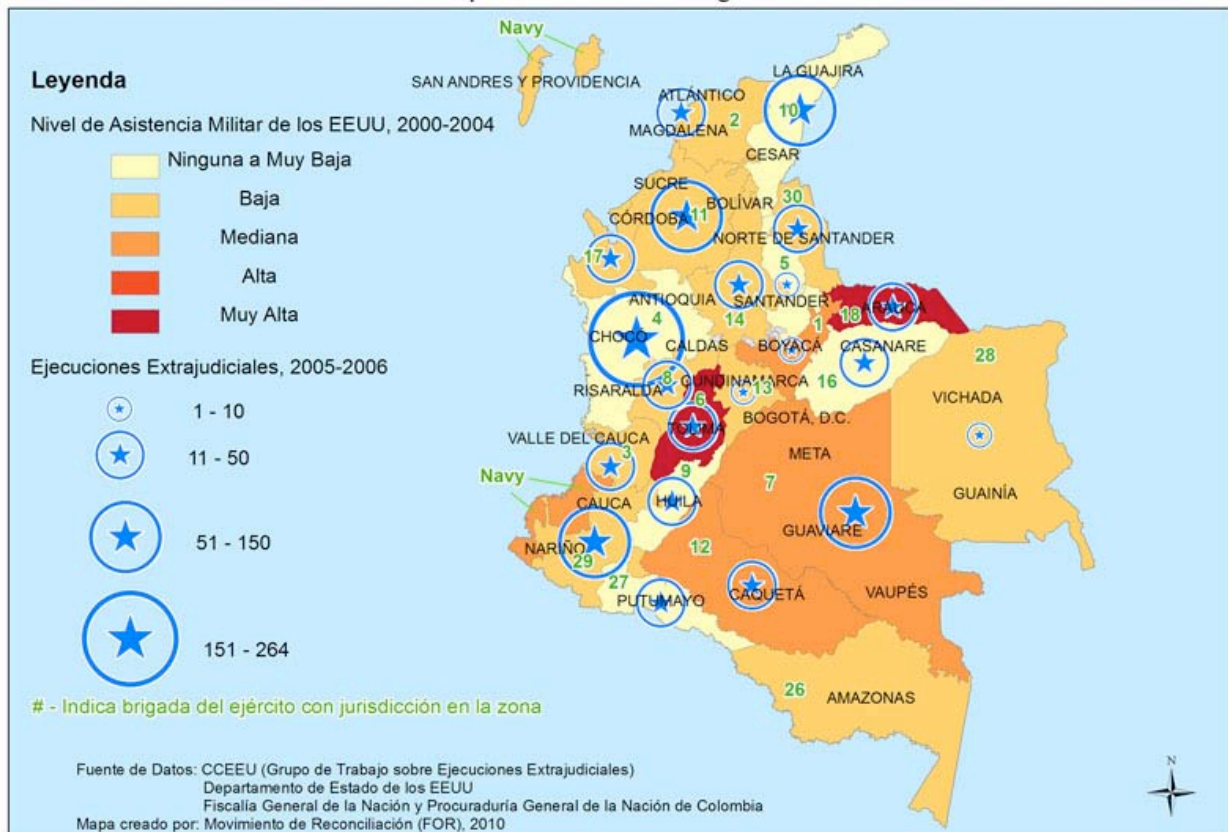 Leyenda
Nivel de Asistencia Militar de los EEUU, 2000-2004
Ninguna a Muy Baja
Baja
Mediana
Alta
Muy Alta
Ejecuciones Extrajudiciales, 2005-2006
1 - 10
11 - 50
51 - 150
151 - 264
# - Indica brigada del ejército con jurisdicción en la zona
Fuente de Datos: CCEEU (Grupo de Trabajo sobre Ejecuciones Extrajudiciales)
Departamento de Estado de los EEUU
Fiscalía General de la Nación y Procuraduría General de la Nación de Colombia
Mapa creado por: Movimiento de Reconciliación (FOR), 2010
Navy
SAN ANDRES Y PROVIDENCIA
LA GUAJIRA
ATLÁNTICO
10
2
MAGDALENA
CESAR
SUCRE
30
BOLÍVAR
CÓRDOBA
11
NORTE DE SANTANDER
17
5
ANTIOQUIA
SANTANDER
ARAUCA
4
14
1
18
CHOCÓ
CALDAS
BOYACÁ
CASANARE
28
8
CUNDINAMARCA
16
RISARALDA
13
VICHADA
6
BOGOTÁ, D.C.
TOLIMA
VALLE DEL CAUCA
3
META
9
Navy
7
GUAINÍA
CAUCA
HUILA
GUAVIARE
NARIÑO
12
29
27
CAQUETÁ
VAUPÉS
PUTUMAYO
26
AMAZONAS
N